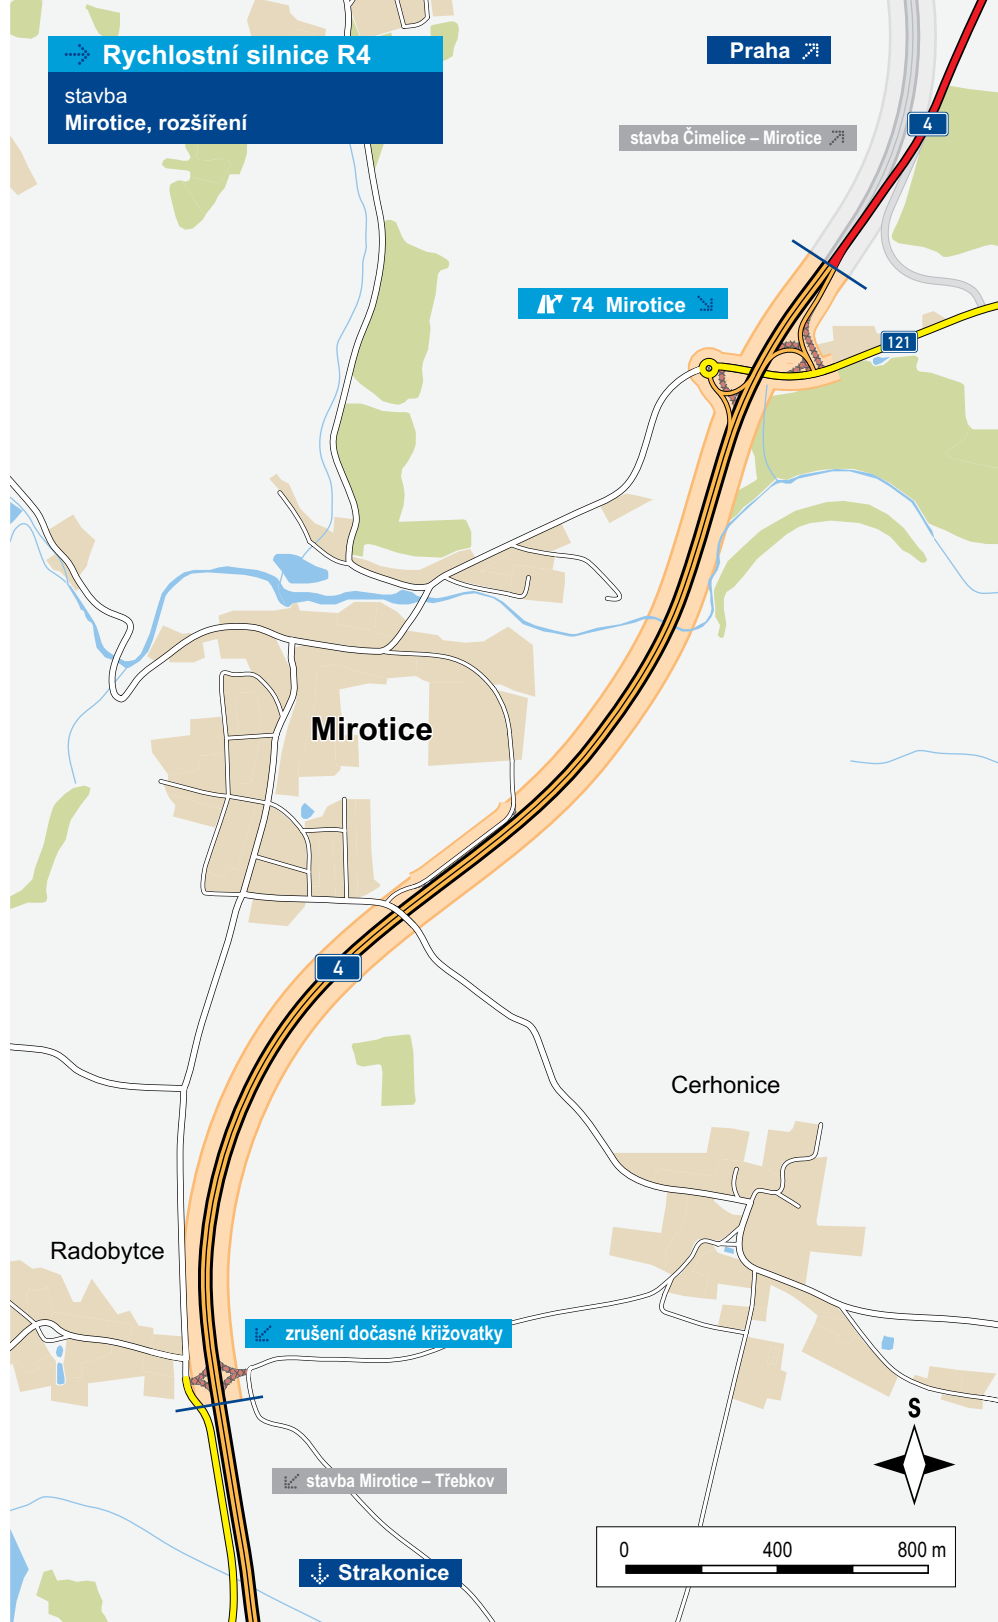 Rychlostní silnice R4
stavba
Mirotice, rozšíření
Praha
4
stavba Čimelice – Mirotice
74 Mirotice
121
Mirotice
4
Cerhonice
Radobytce
zrušení dočasné křižovatky
S
stavba Mirotice – Třebkov
0 400 800 m
Strakonice